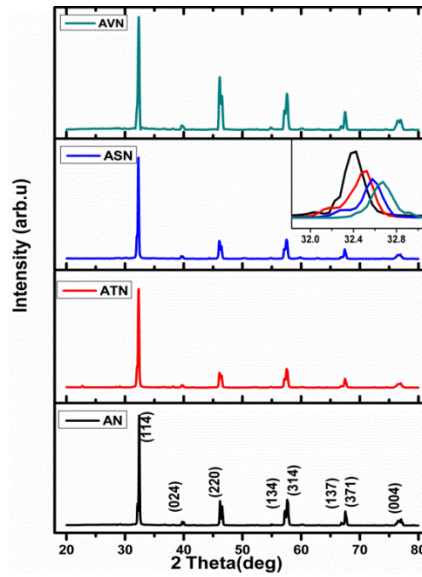 AVN
Intensity (arb.u)
ASN
32.0 32.4 32.8
ATN
AN
(114)
(024)
(220)
(134)
(314)
(137)
(371)
(004)
20 30 40 50 60 70 80
2 Theta(deg)